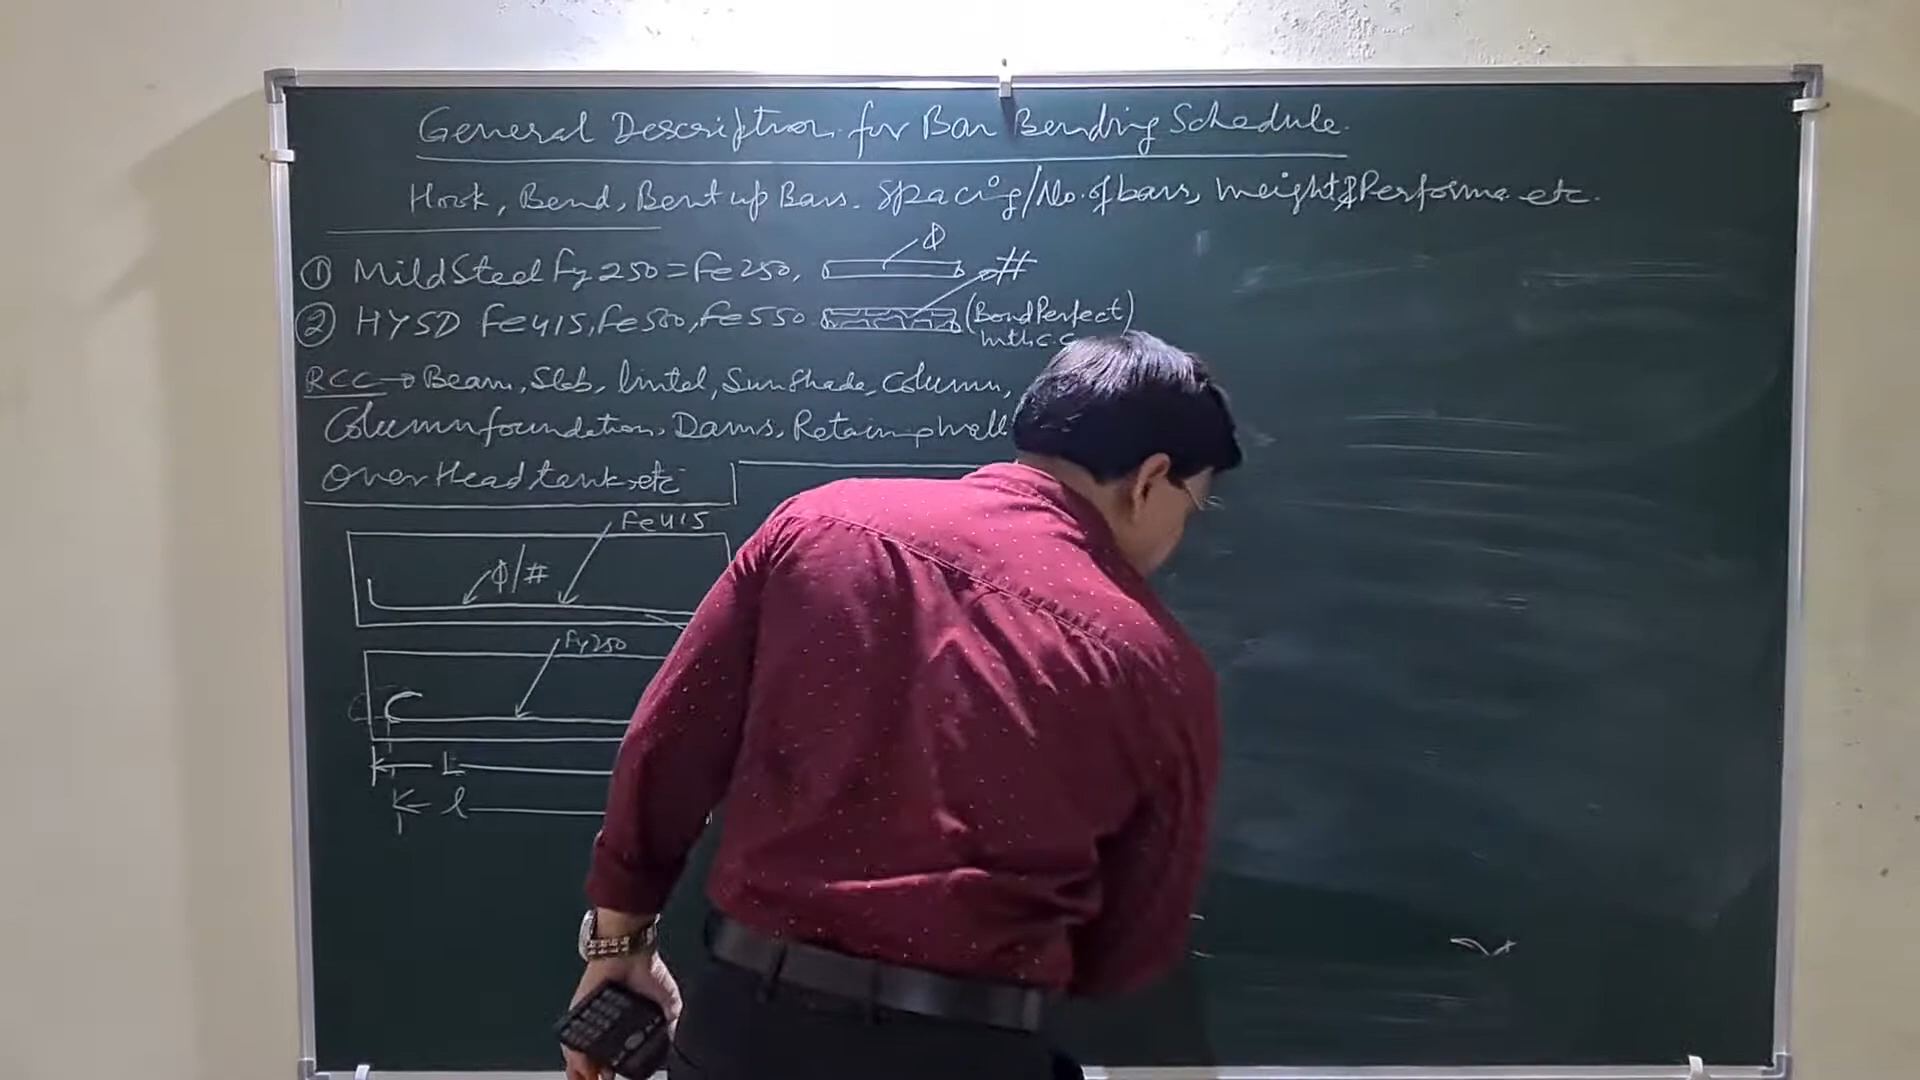 General Description for Bar Bending Schedule.
Hook, Bend, Bent up Bars. Spacing/No. of bars, Weight & Performa etc.
① Mild Steel Fy 250 = Fe 250, Φ
② HYSD Fe415, Fe500, Fe550 #
(Bond Perfect)
with c.c
RCC → Beam, Slab, lintel, Sunshade, Column,
Column foundation, Dams, Retaining wall
Over Head tank etc
Fe415
Φ/#
Fy250
L
l